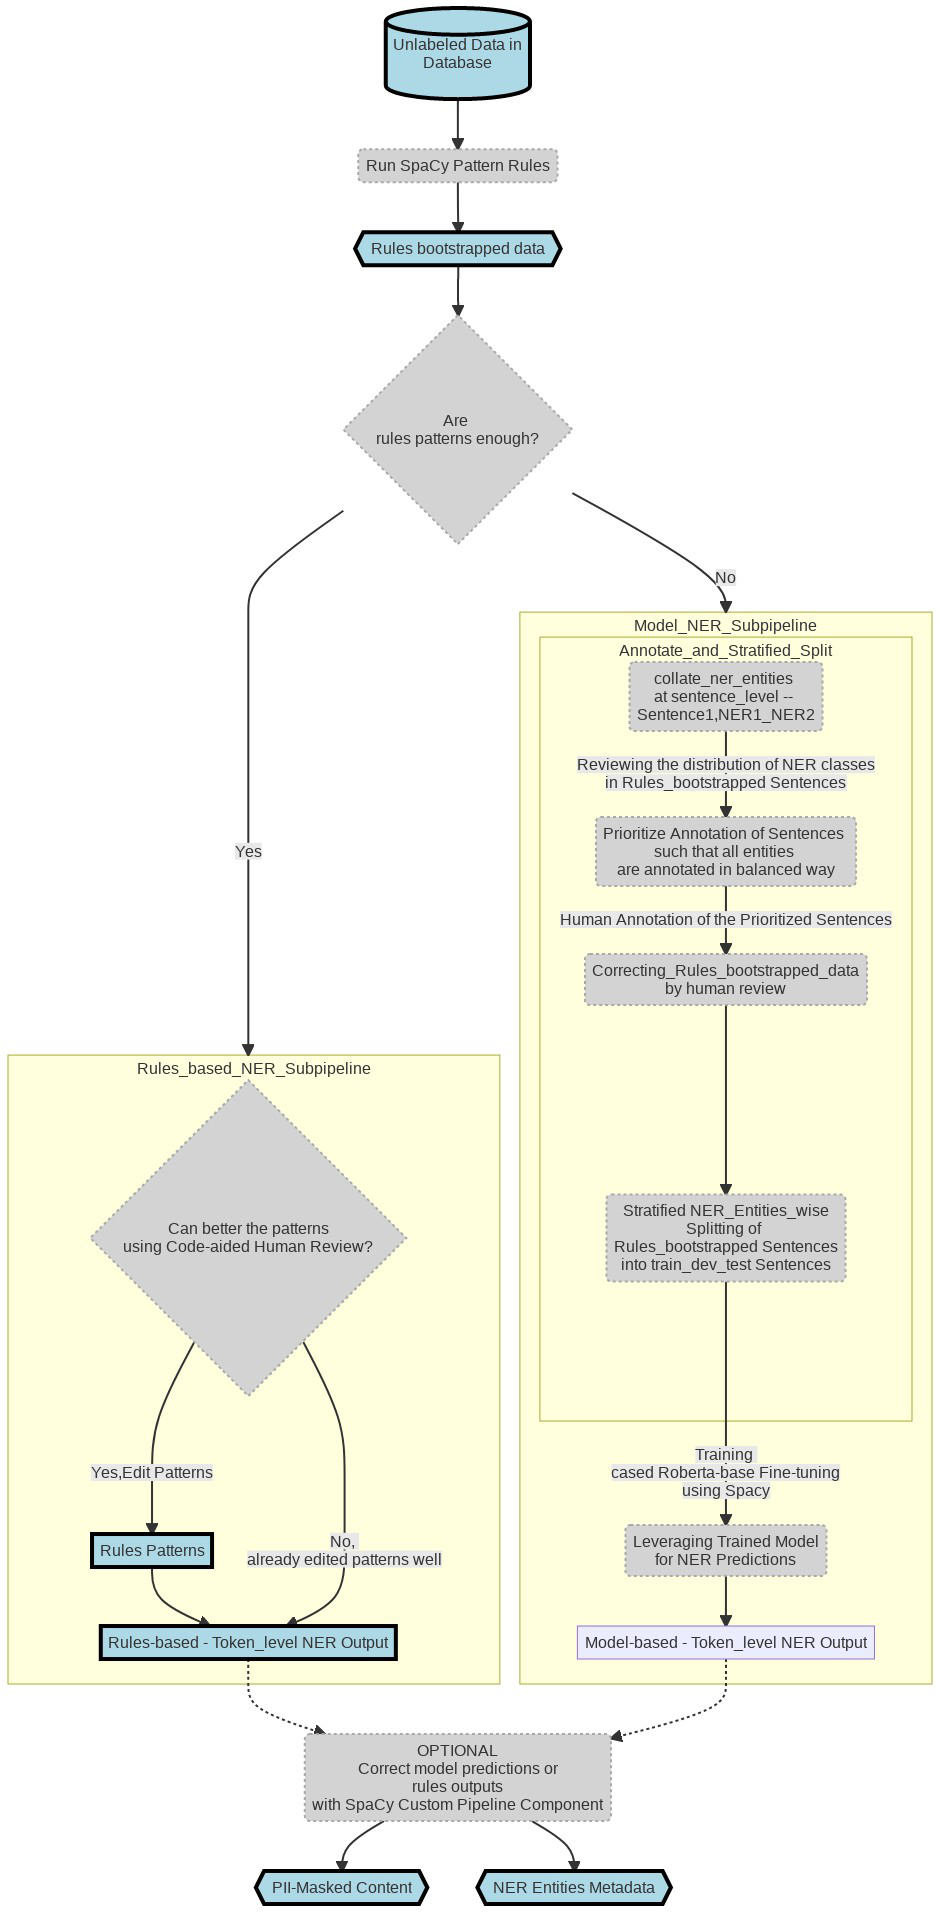 Unlabeled Data in
Database
Run SpaCy Pattern Rules
Rules bootstrapped data
Are
rules patterns enough?
No
Yes
Model_NER_Subpipeline
Annotate_and_Stratified_Split
collate_ner_entities
at sentence_level --
Sentence1,NER1_NER2
Reviewing the distribution of NER classes
in Rules_bootstrapped Sentences
Prioritize Annotation of Sentences
such that all entities
are annotated in balanced way
Human Annotation of the Prioritized Sentences
Correcting_Rules_bootstrapped_data
by human review
Stratified NER_Entities_wise
Splitting of
Rules_bootstrapped Sentences
into train_dev_test Sentences
Training
cased Roberta-base Fine-tuning
using Spacy
Leveraging Trained Model
for NER Predictions
Model-based - Token_level NER Output
Rules_based_NER_Subpipeline
Can better the patterns
using Code-aided Human Review?
Yes,Edit Patterns
No,
already edited patterns well
Rules Patterns
Rules-based - Token_level NER Output
OPTIONAL
Correct model predictions or
rules outputs
with SpaCy Custom Pipeline Component
PII-Masked Content
NER Entities Metadata